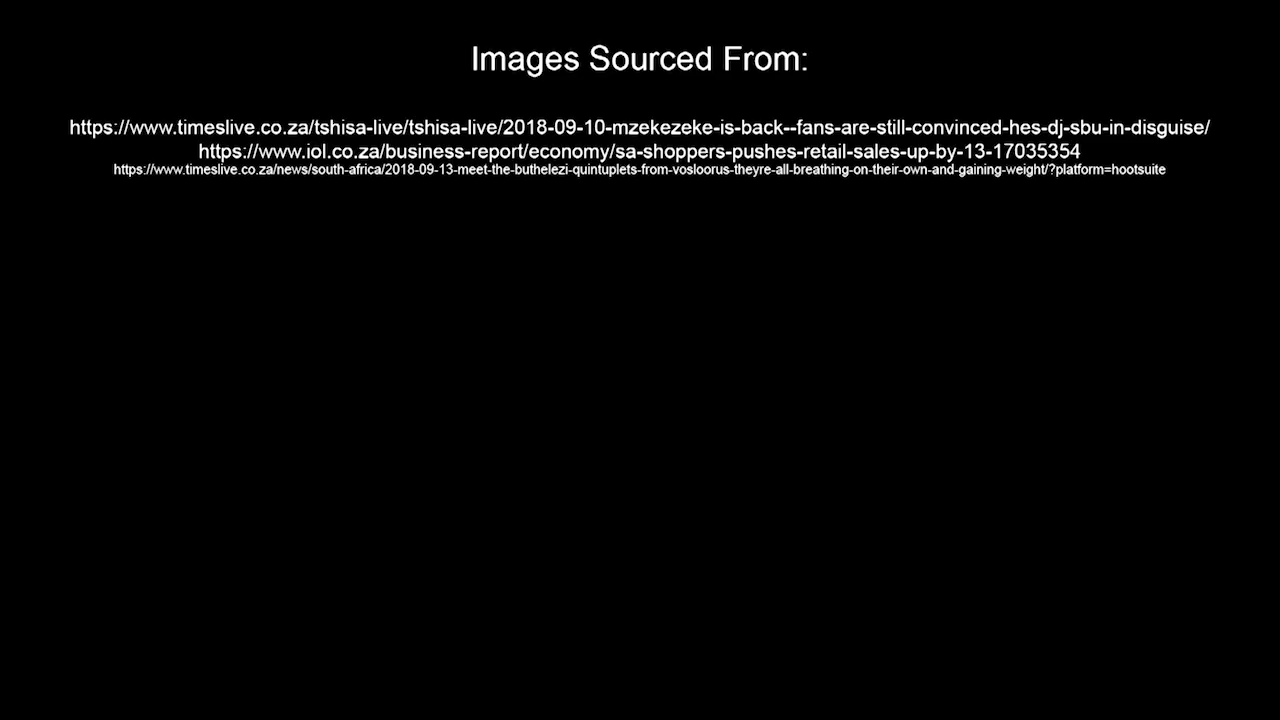 Images Sourced From:
https://www.timeslive.co.za/tshisa-live/tshisa-live/2018-09-10-mzekezeke-is-back--fans-are-still-convinced-hes-dj-sbu-in-disguise/
https://www.iol.co.za/business-report/economy/sa-shoppers-pushes-retail-sales-up-by-13-17035354
https://www.timeslive.co.za/news/south-africa/2018-09-13-meet-the-buthelezi-quintuplets-from-vosloorus-theyre-all-breathing-on-their-own-and-gaining-weight/?platform=hootsuite